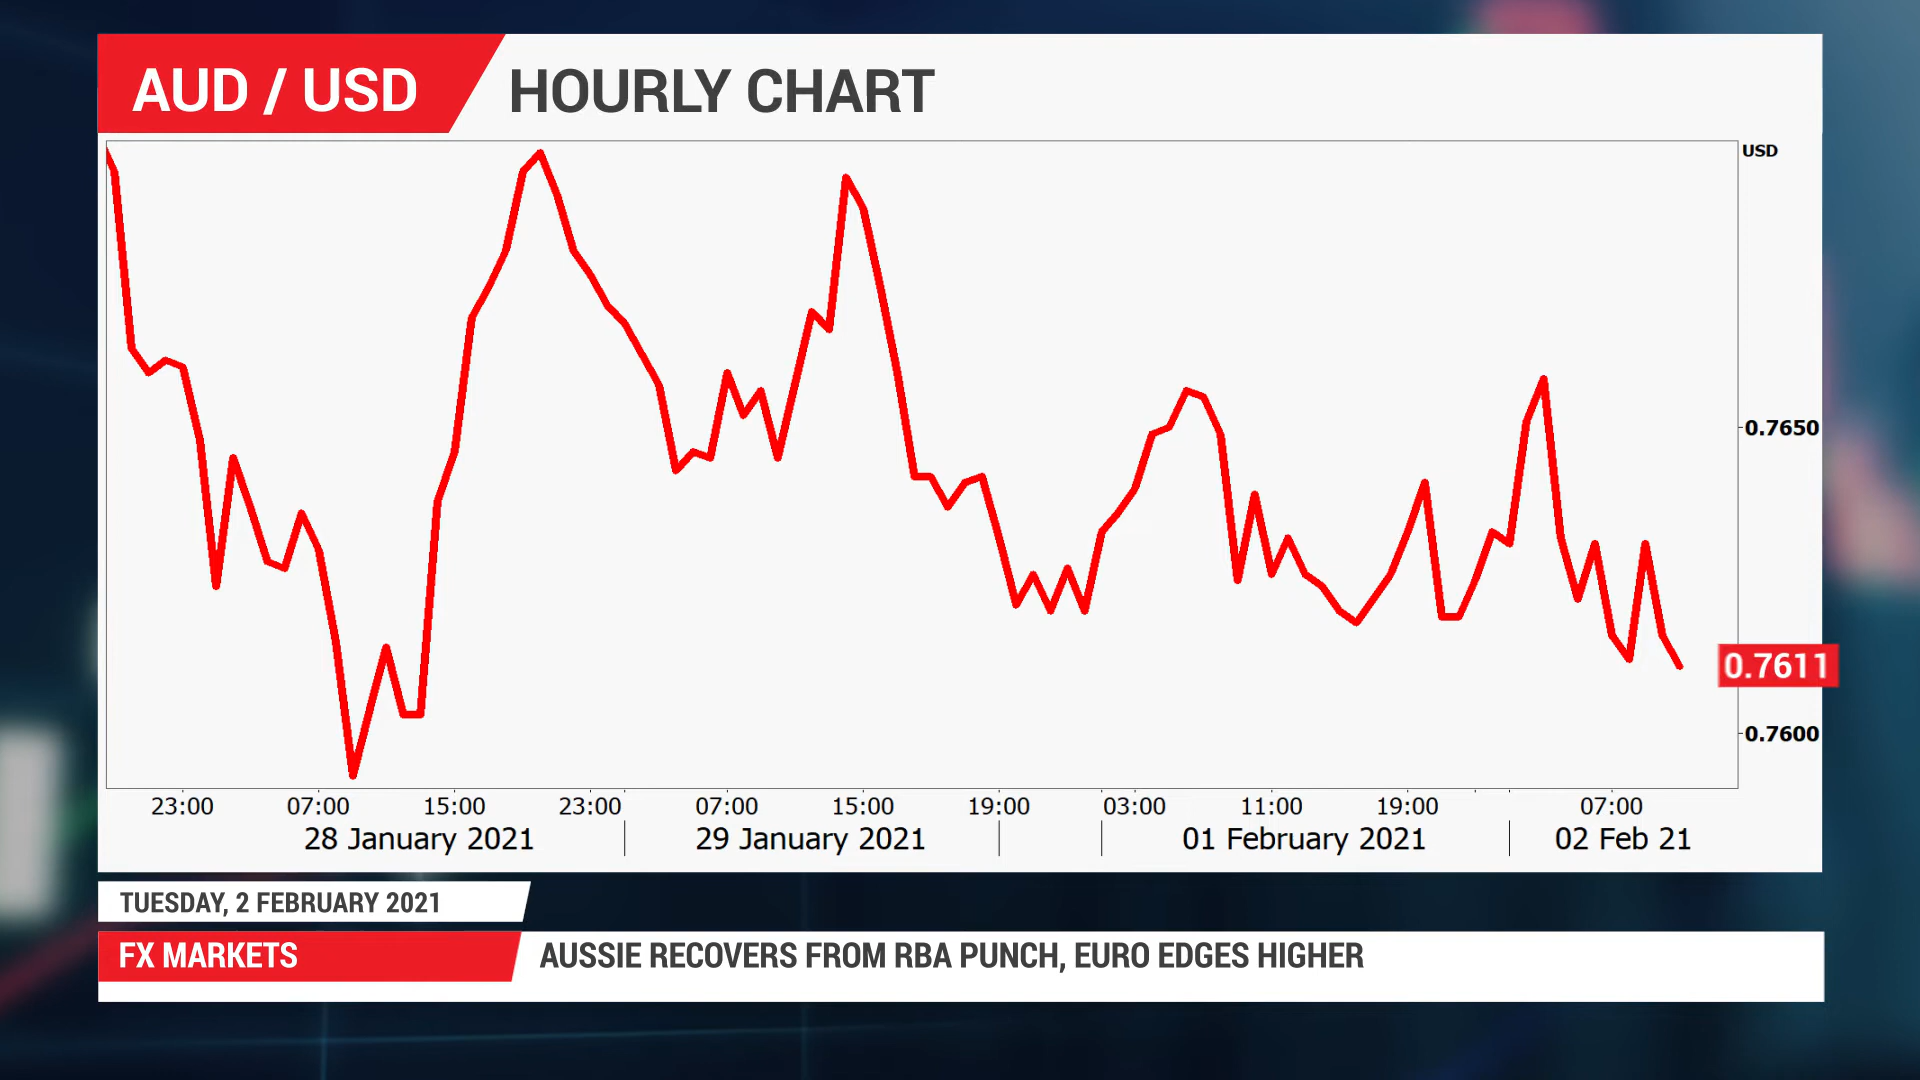 AUD / USD HOURLY CHART
USD
0.7650
0.7611
0.7600
23:00 07:00 15:00 23:00 07:00 15:00 19:00 03:00 11:00 19:00 07:00
28 January 2021 29 January 2021 01 February 2021 02 Feb 21
TUESDAY, 2 FEBRUARY 2021
FX MARKETS AUSSIE RECOVERS FROM RBA PUNCH, EURO EDGES HIGHER